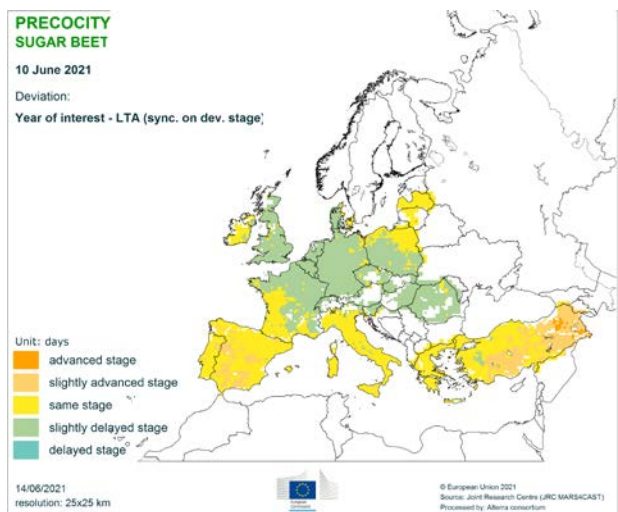 PRECOCITY
SUGAR BEET
10 June 2021
Deviation:
Year of interest - LTA (sync. on dev. stage)
Unit: days
advanced stage
slightly advanced stage
same stage
slightly delayed stage
delayed stage
14/06/2021
resolution: 25x25 km
© European Union 2021
Source: Joint Research Centre (JRC MARS4CAST)
Processed by: Alterra consortium